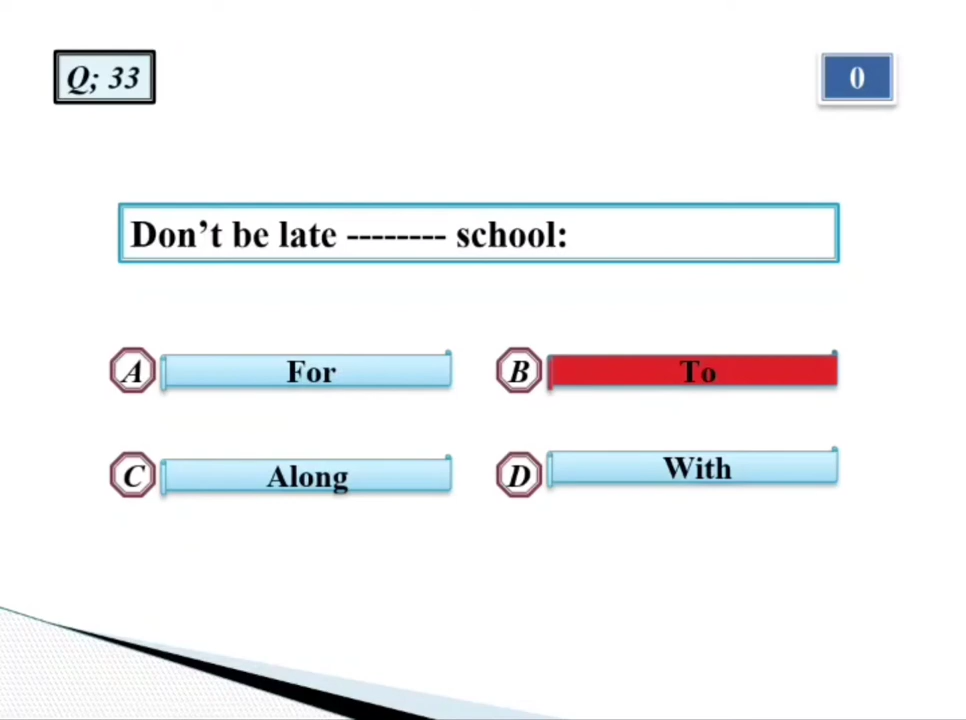 Q; 33
0
Don’t be late -------- school:
A For
B To
C Along
D With